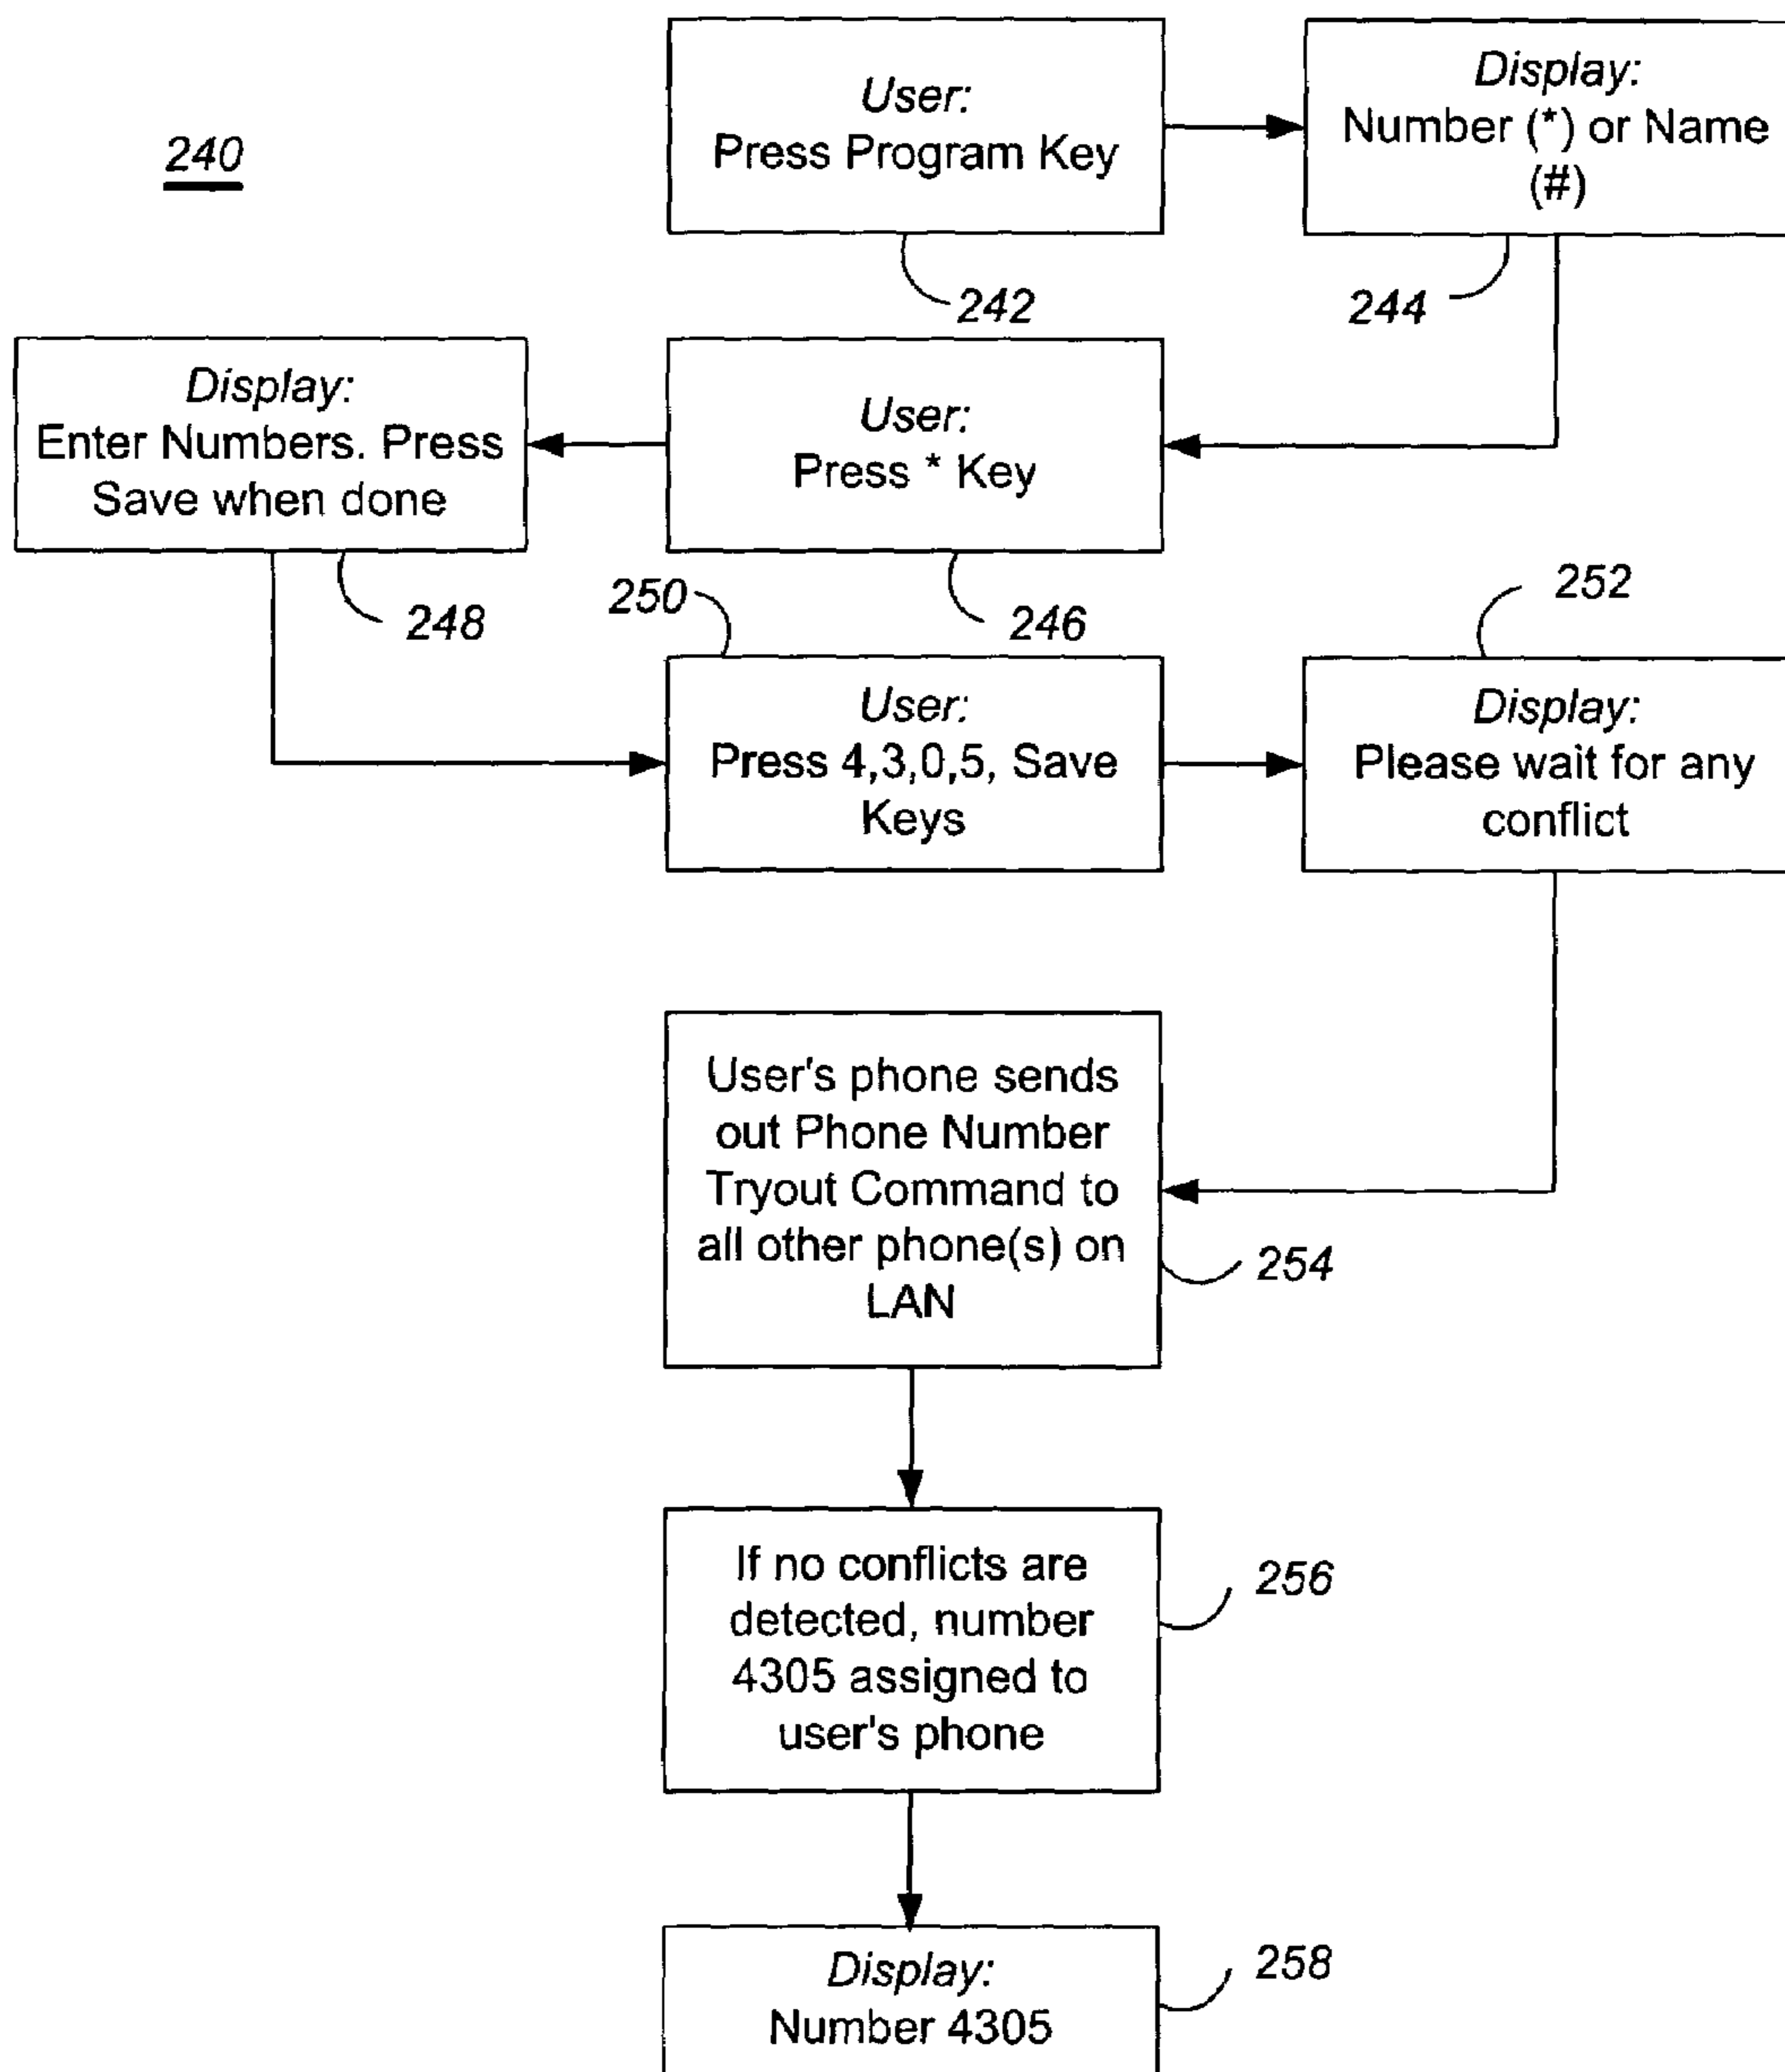 240
User:
Press Program Key
242
Display:
Number (*) or Name
(#)
244
User:
Press * Key
246
Display:
Enter Numbers. Press
Save when done
248
250
User:
Press 4,3,0,5, Save
Keys
252
Display:
Please wait for any
conflict
User's phone sends
out Phone Number
Tryout Command to
all other phone(s) on
LAN
254
If no conflicts are
detected, number
4305 assigned to
user's phone
256
Display:
Number 4305
258